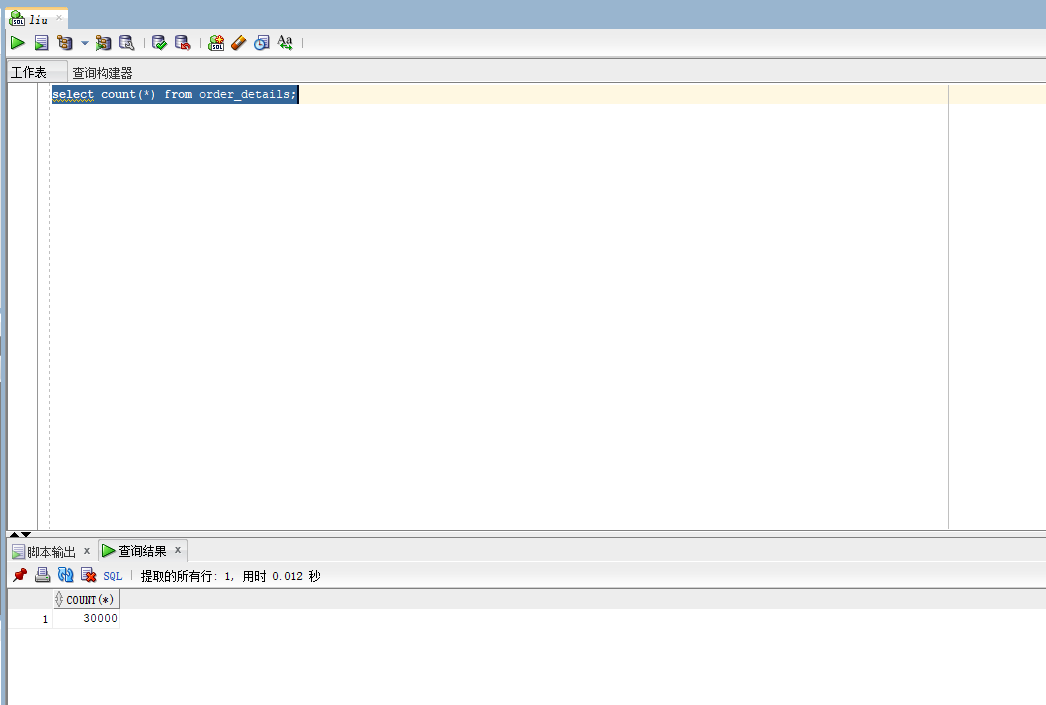 liu
工作表 查询构建器
select count(*) from order_details;
脚本输出 x 查询结果 x
SQL 提取的所有行: 1, 用时 0.012 秒
COUNT(*)
1 30000